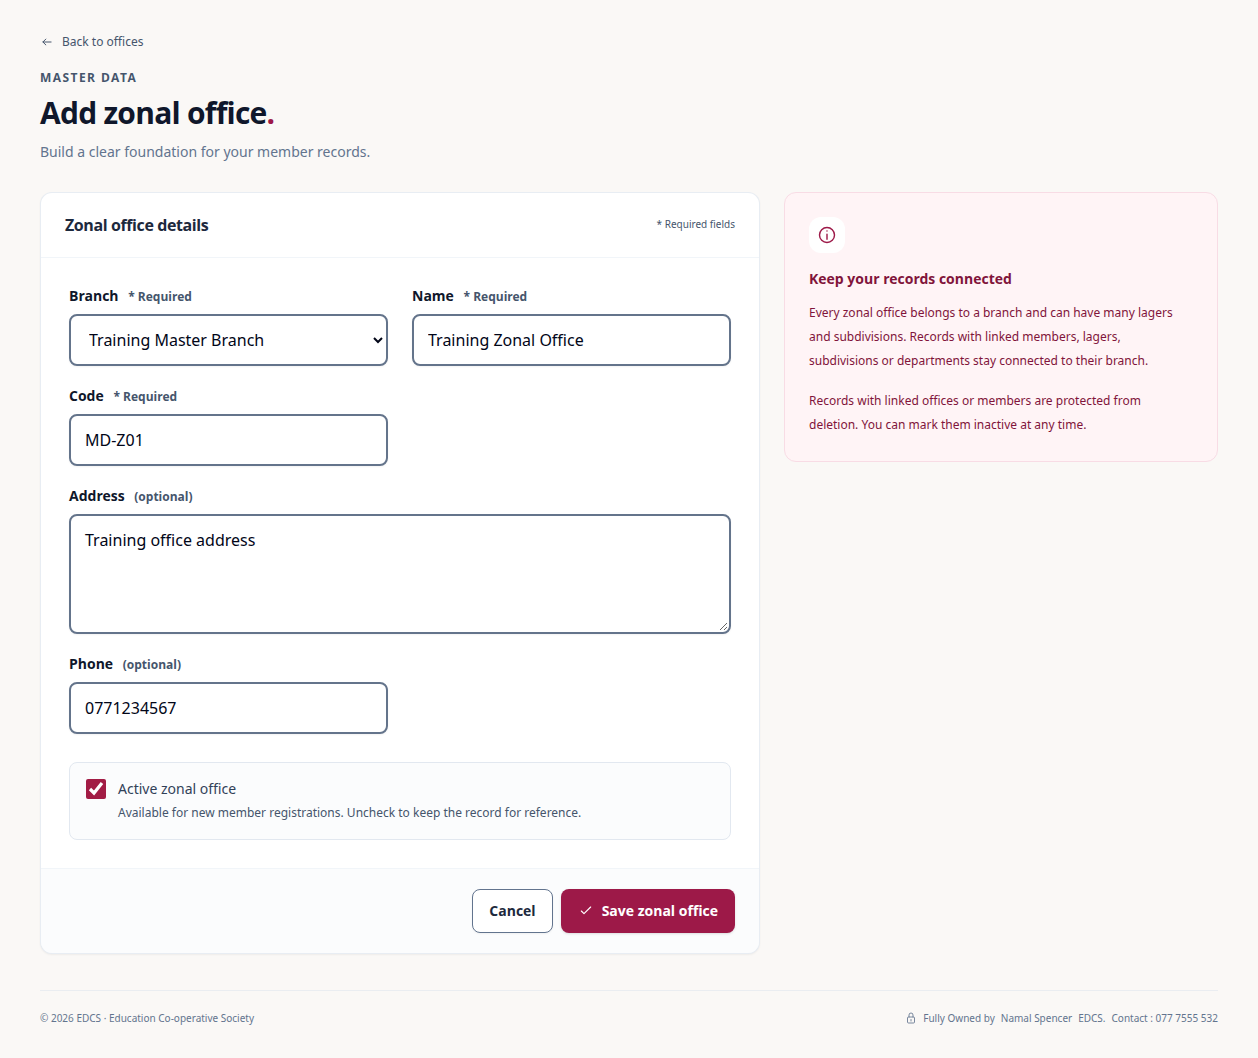 Back to offices
MASTER DATA
Add zonal office.
Build a clear foundation for your member records.
Zonal office details
* Required fields
Branch * Required
Name * Required
Training Master Branch
Training Zonal Office
Code * Required
MD-Z01
Address (optional)
Training office address
Phone (optional)
0771234567
Active zonal office
Available for new member registrations. Uncheck to keep the record for reference.
Cancel
Save zonal office
Keep your records connected
Every zonal office belongs to a branch and can have many lagers
and subdivisions. Records with linked members, lagers,
subdivisions or departments stay connected to their branch.
Records with linked offices or members are protected from
deletion. You can mark them inactive at any time.
© 2026 EDCS · Education Co-operative Society
Fully Owned by Namal Spencer EDCS. Contact : 077 7555 532